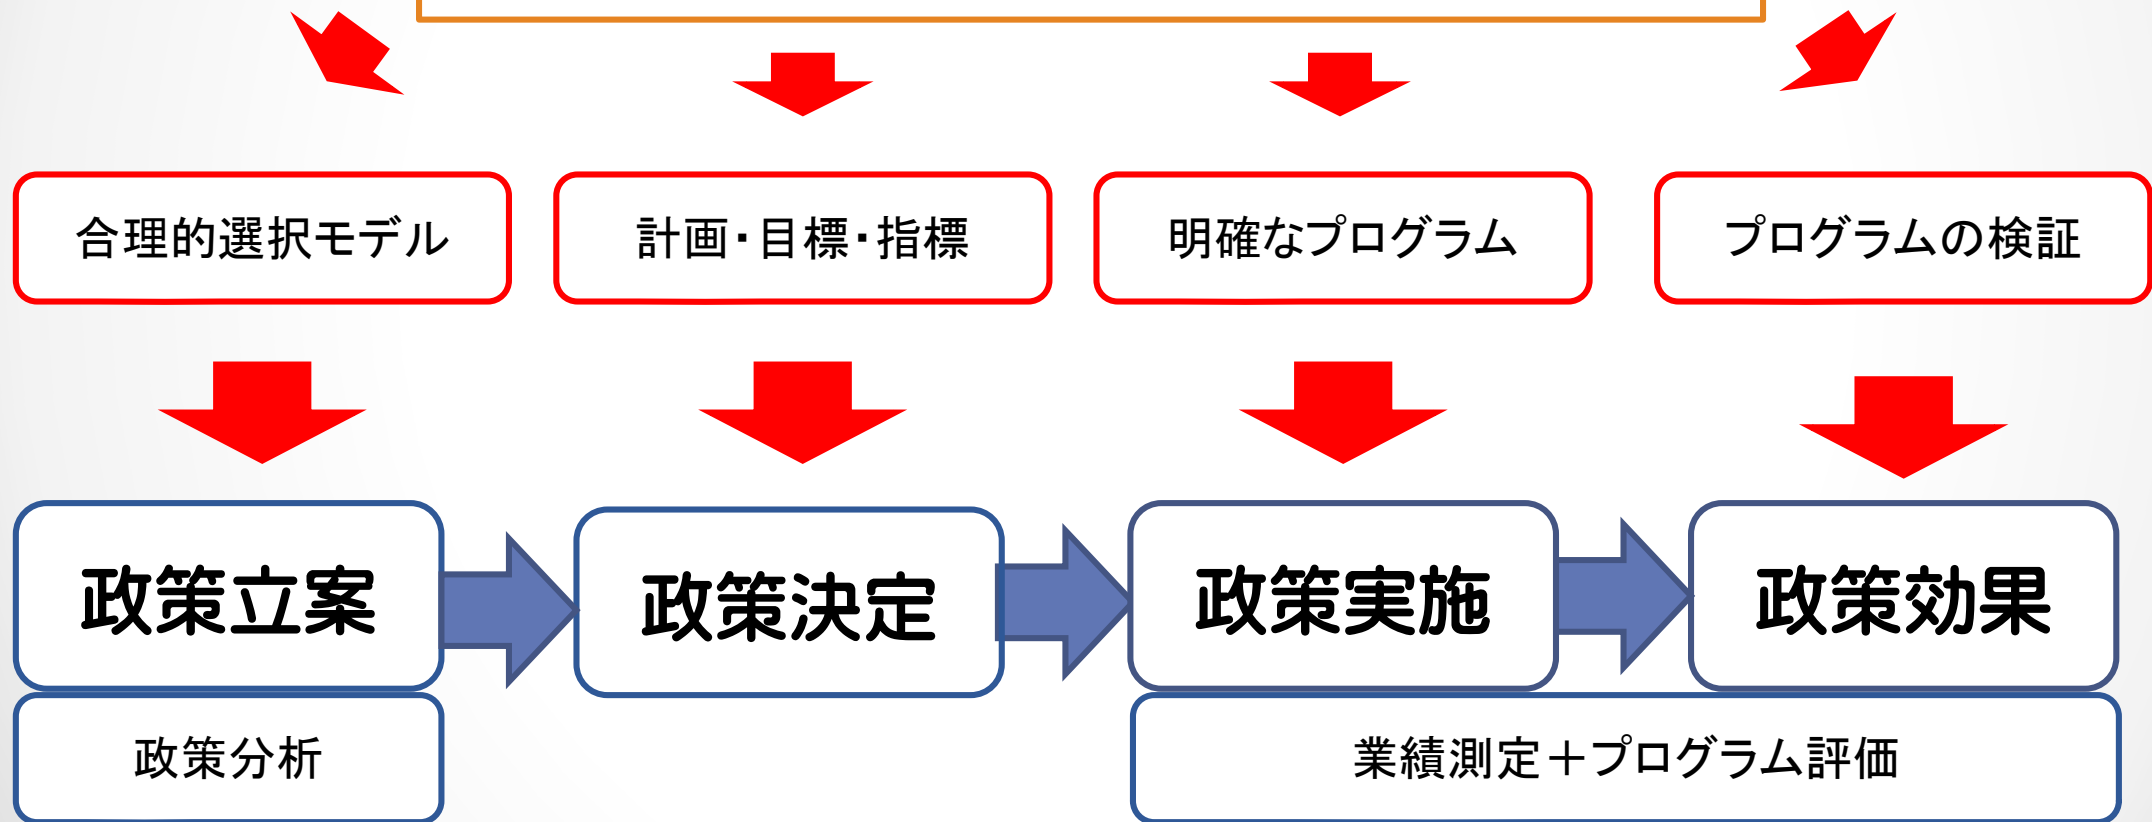 合理的選択モデル
計画・目標・指標
明確なプログラム
プログラムの検証
政策立案
政策決定
政策実施
政策効果
政策分析
業績測定＋プログラム評価